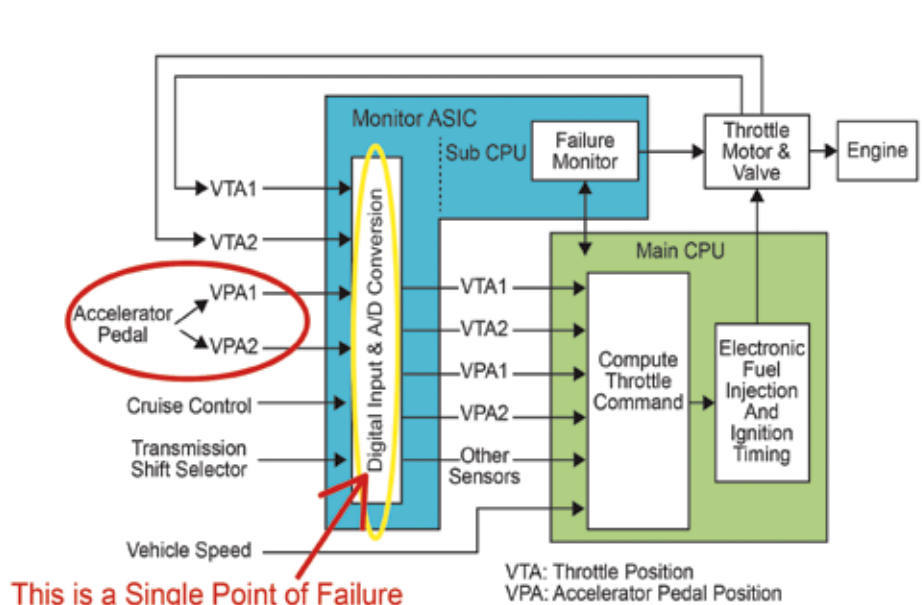 Monitor ASIC
Sub CPU
Failure
Monitor
Throttle
Motor &
Valve
Engine
VTA1
VTA2
Accelerator
Pedal
VPA1
VPA2
Cruise Control
Transmission
Shift Selector
Vehicle Speed
Digital Input & A/D Conversion
VTA1
VTA2
VPA1
VPA2
Other
Sensors
Main CPU
Compute
Throttle
Command
Electronic
Fuel
Injection
And
Ignition
Timing
This is a Single Point of Failure
VTA: Throttle Position
VPA: Accelerator Pedal Position